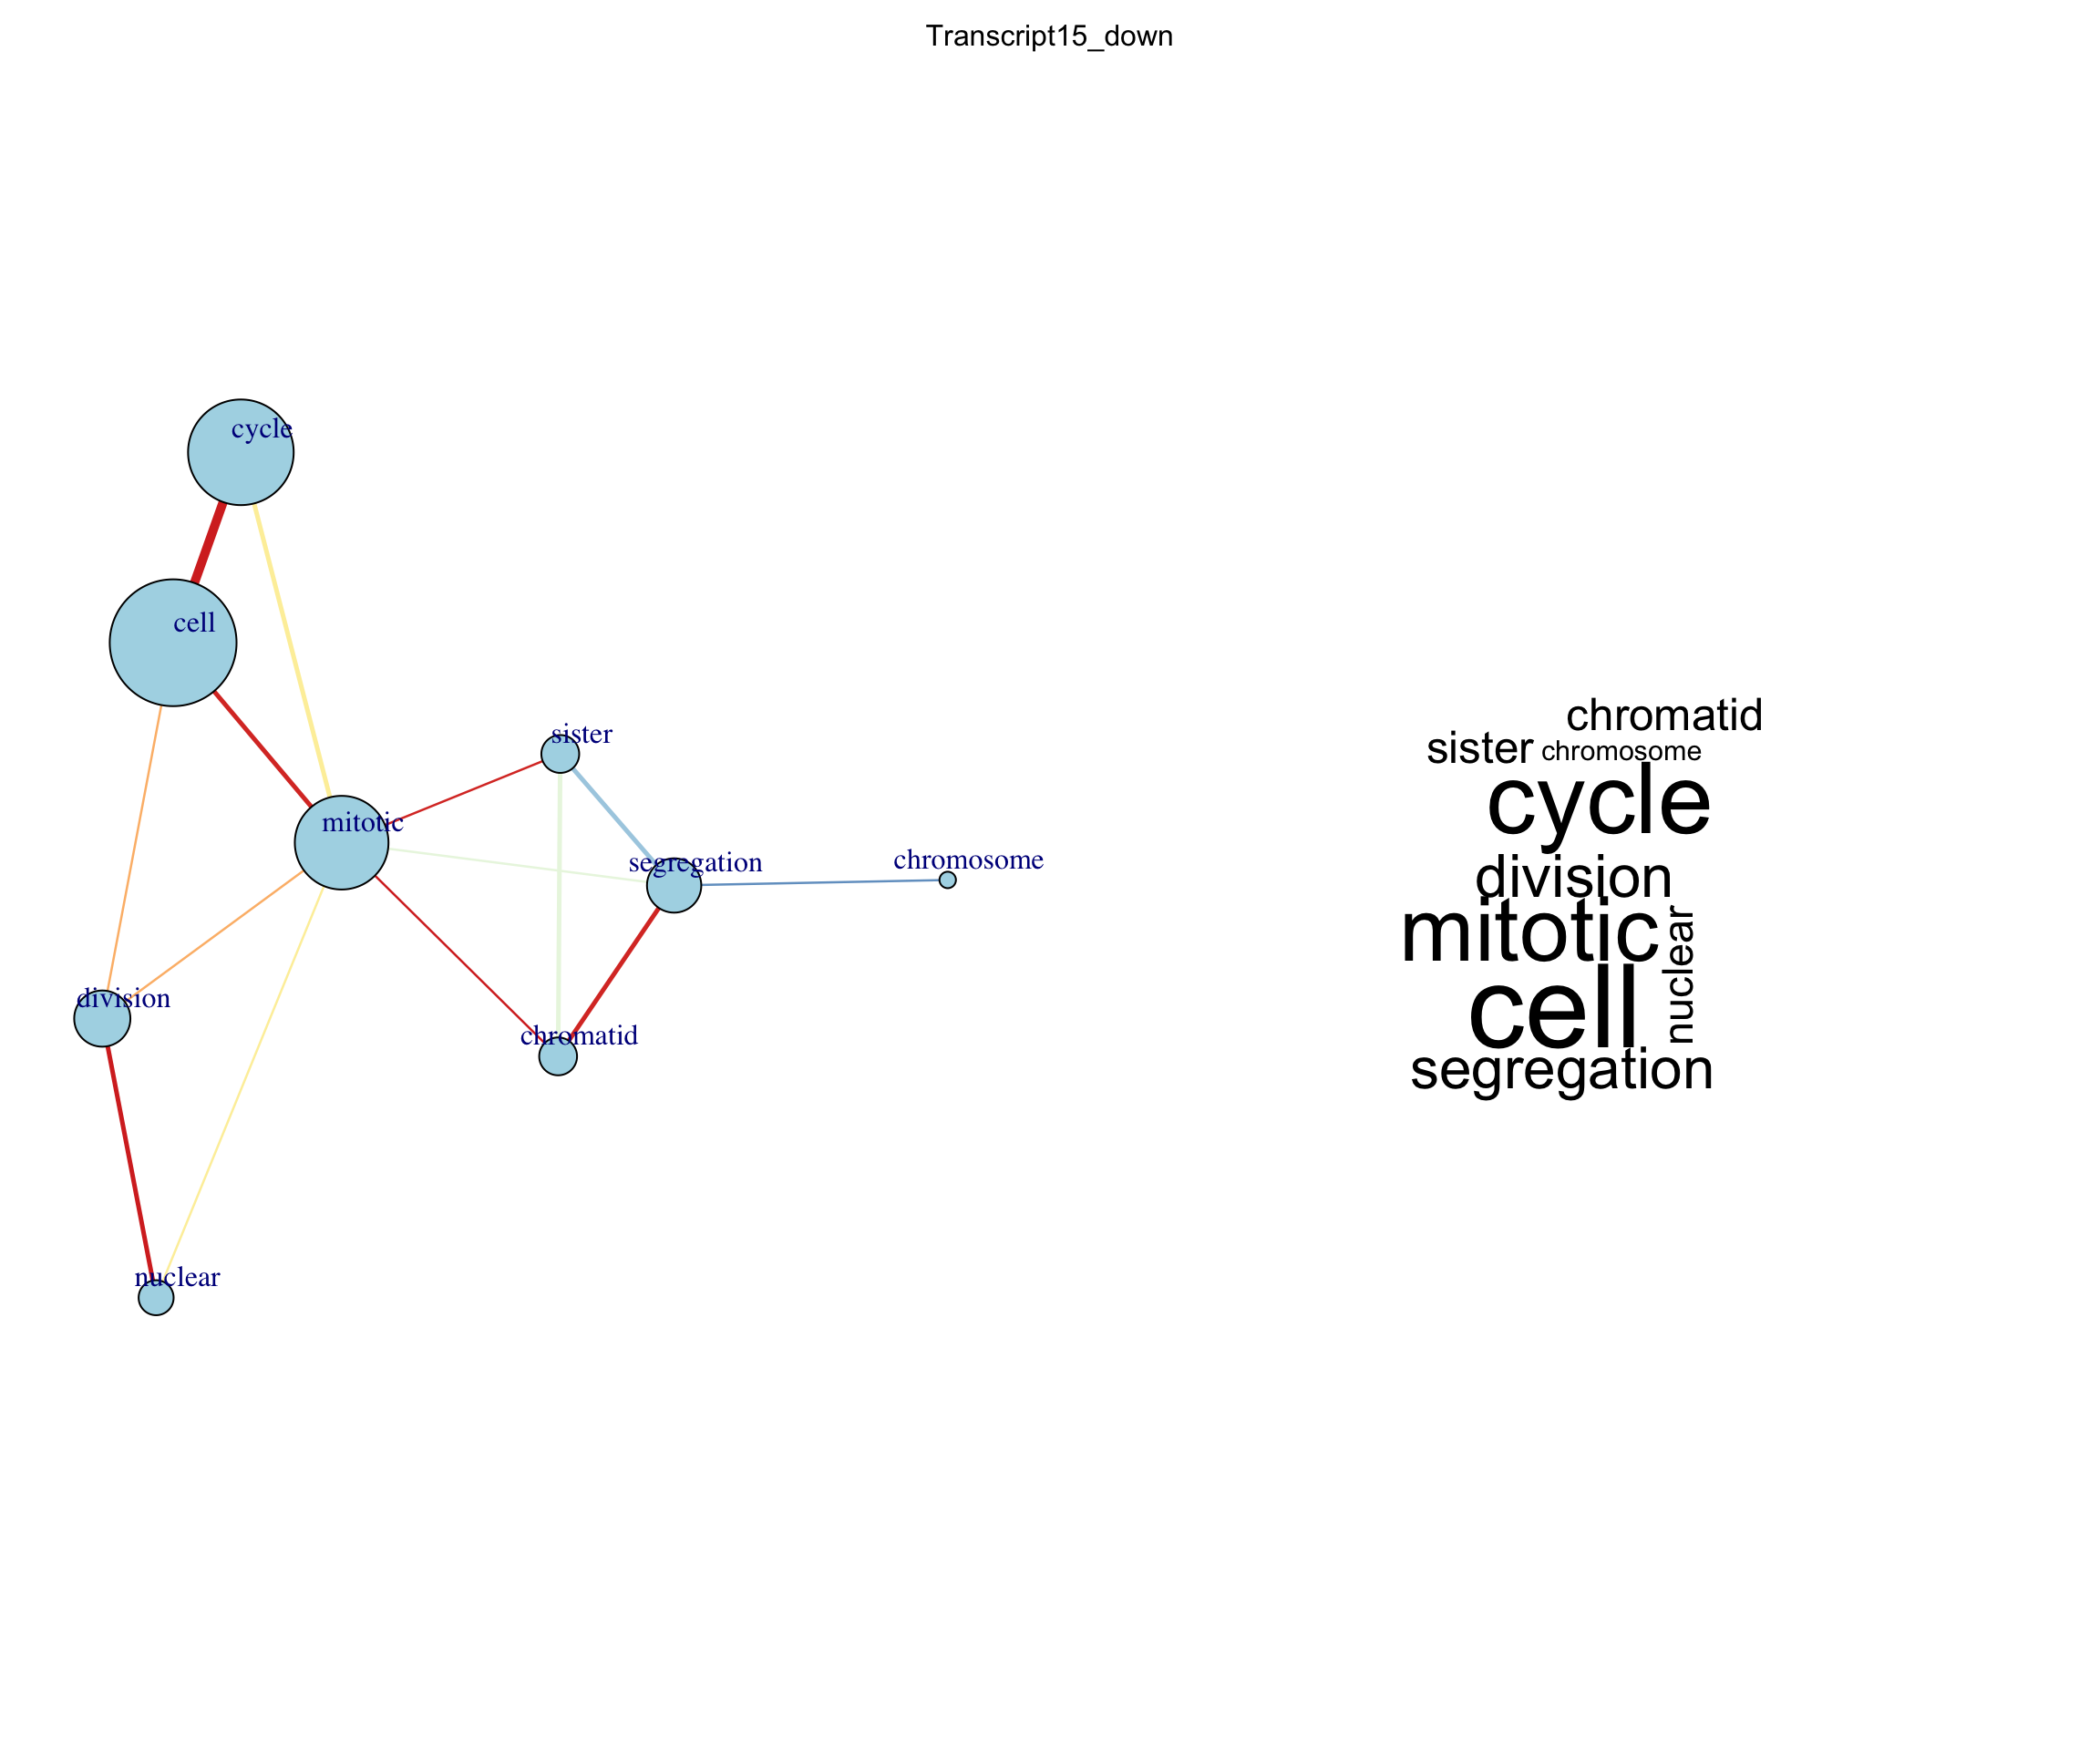 Transcript15_down
cycle
cell
mitotic
sister
segregation
chromosome
division
chromatid
nuclear
chromatid
sister
chromosome
cycle
division
mitotic
nuclear
cell
segregation